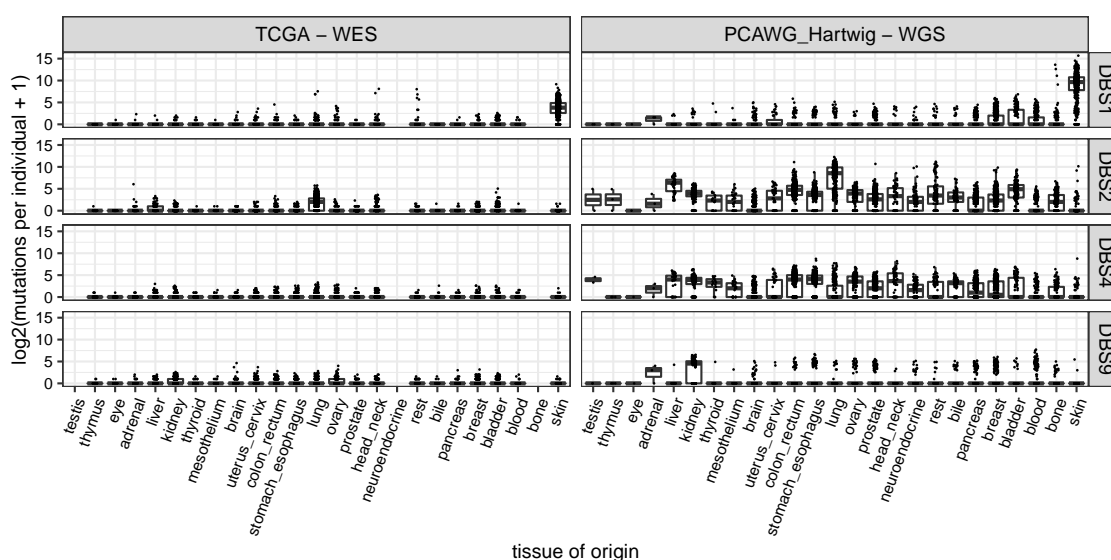 TCGA – WES
PCAWG_Hartwig – WGS
log2(mutations per individual + 1)
15
10
5
0
DBS1
15
10
5
0
DBS2
15
10
5
0
DBS4
15
10
5
0
DBS9
testis
thymus
eye
adrenal
liver
kidney
thyroid
mesothelium
brain
uterus_cervix
colon_rectum
stomach_esophagus
lung
ovary
prostate
head_neck
neuroendocrine
rest
bile
pancreas
breast
bladder
blood
bone
skin
testis
thymus
eye
adrenal
liver
kidney
thyroid
mesothelium
brain
uterus_cervix
colon_rectum
stomach_esophagus
lung
ovary
prostate
head_neck
neuroendocrine
rest
bile
pancreas
breast
bladder
blood
bone
skin
tissue of origin